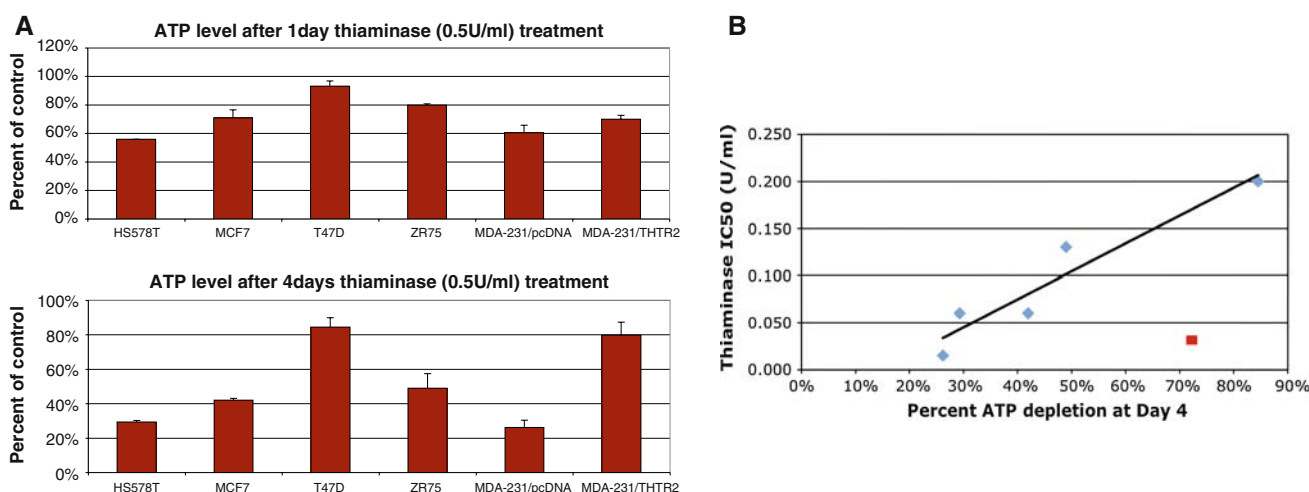 A
ATP level after 1day thiaminase (0.5U/ml) treatment
Percent of control
120%
100%
80%
60%
40%
20%
0%
HS578T MCF7 T47D ZR75 MDA-231/pcDNA MDA-231/THTR2
ATP level after 4days thiaminase (0.5U/ml) treatment
Percent of control
100%
80%
60%
40%
20%
0%
HS578T MCF7 T47D ZR75 MDA-231/pcDNA MDA-231/THTR2
B
Thiaminase IC50 (U/ml)
0.250
0.200
0.150
0.100
0.050
0.000
0% 10% 20% 30% 40% 50% 60% 70% 80% 90%
Percent ATP depletion at Day 4